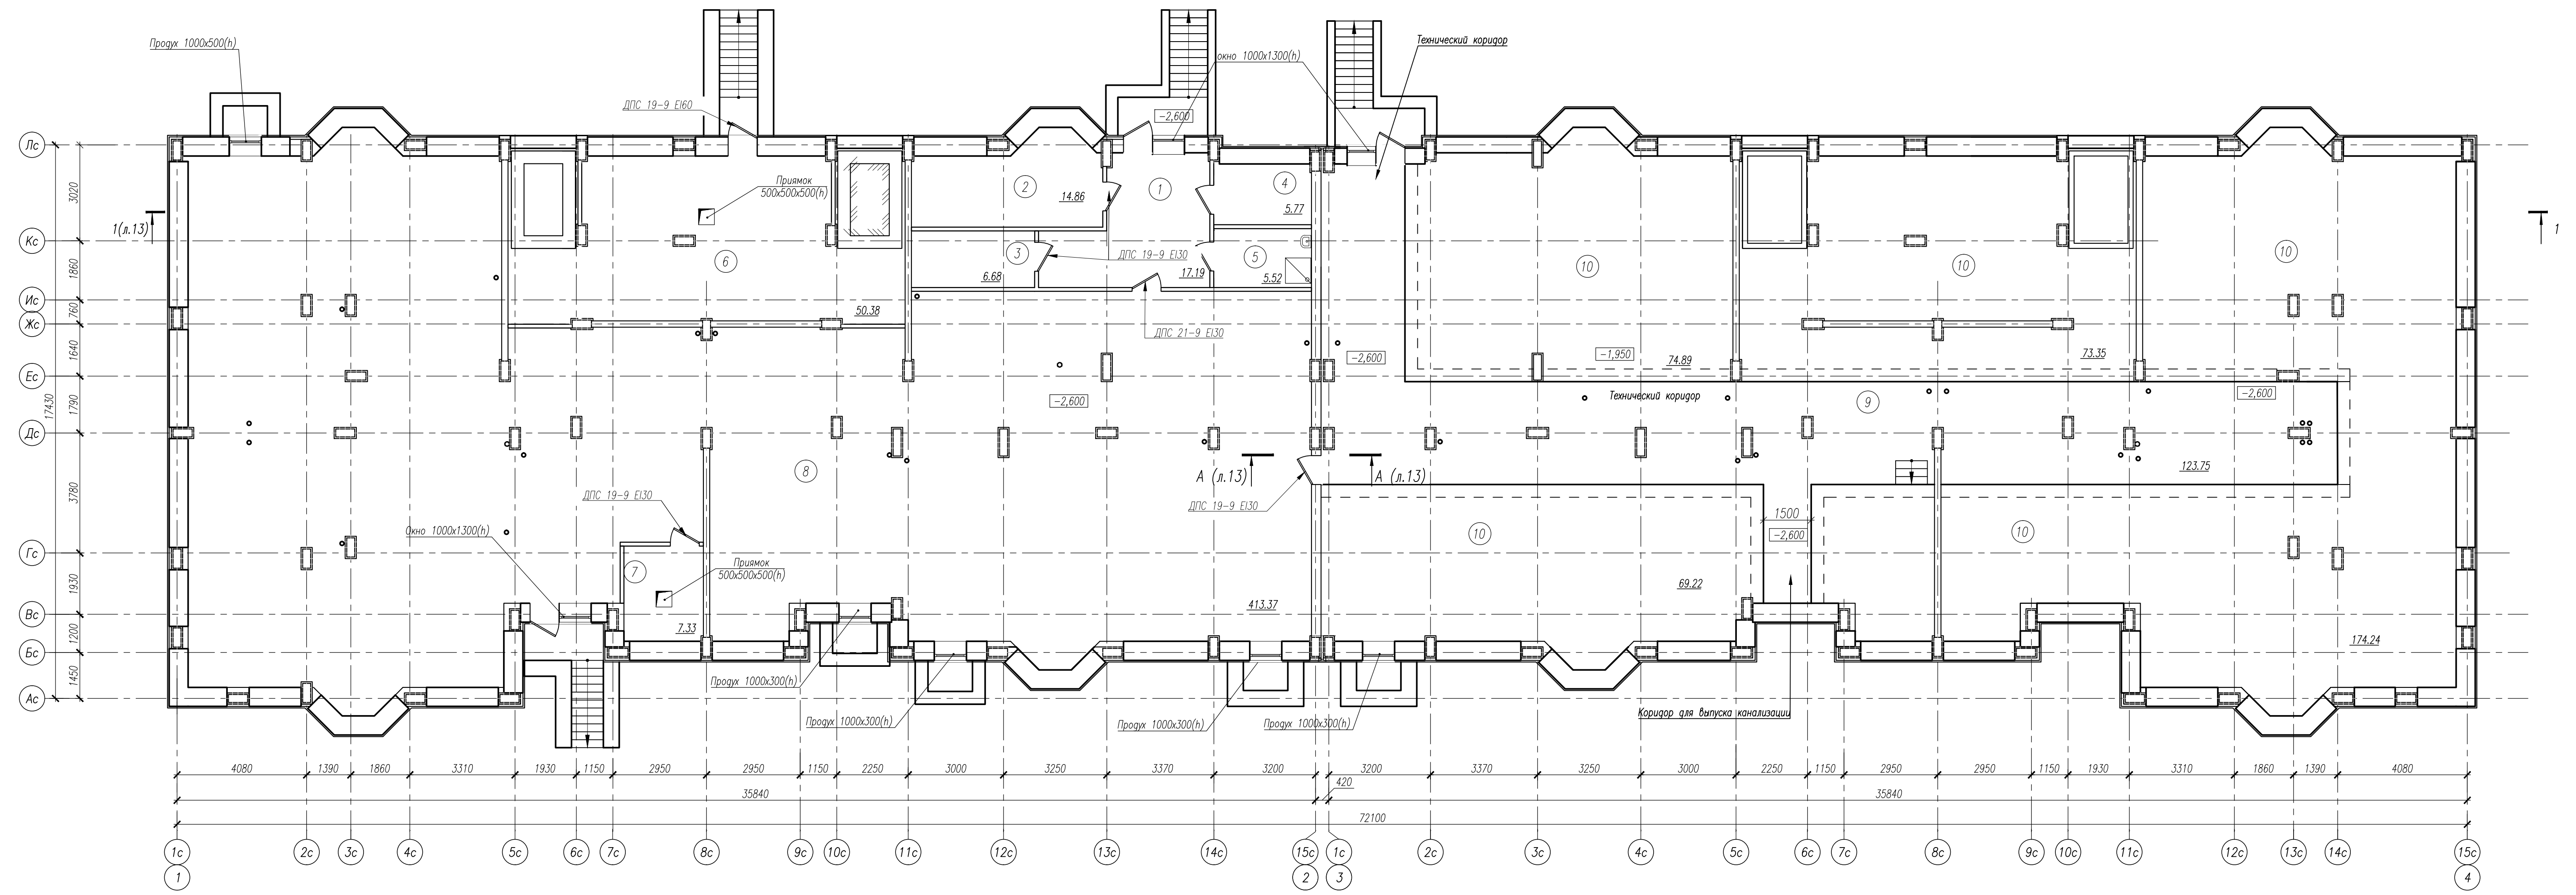 Продух 1000х500(h)
окно 1000х1300(h)
Технический коридор
ДПС 19-9 EI60
-2,600
Лс
Приямок
500х500х500(h)
3020
2
14.86
1
4
5.77
1(л.13)
1
Кс
6
3
ДПС 19-9 EI30
5
10
10
10
1860
6.68
17.19
5.52
Ис
760
50.38
Жс
ДПС 21-9 EI30
1640
-2,600
-1,950
74.89
73.35
Ес
17430
1790
-2,600
Технический коридор
9
-2,600
Дс
8
А (л.13)
А (л.13)
123.75
3780
ДПС 19-9 EI30
ДПС 19-9 EI30
1500
Окно 1000х1300(h)
10
-2,600
10
Гс
7
Приямок
500х500х500(h)
1930
69.22
413.37
Вс
7.33
1200
174.24
Бс
1450
Продух 1000х300(h)
Ас
Продух 1000х300(h)
Продух 1000х300(h)
Продух 1000х300(h)
Коридор для выпуска канализации
4080 1390 1860 3310 1930 1150 2950 2950 1150 2250 3000 3250 3370 3200 3200 3370 3250 3000 2250 1150 2950 2950 1150 1930 3310 1860 1390 4080
35840 420 35840
72100
1с 2с 3с 4с 5с 6с 7с 8с 9с 10с 11с 12с 13с 14с 15с 1с 2с 3с 4с 5с 6с 7с 8с 9с 10с 11с 12с 13с 14с 15с
1 2 3 4